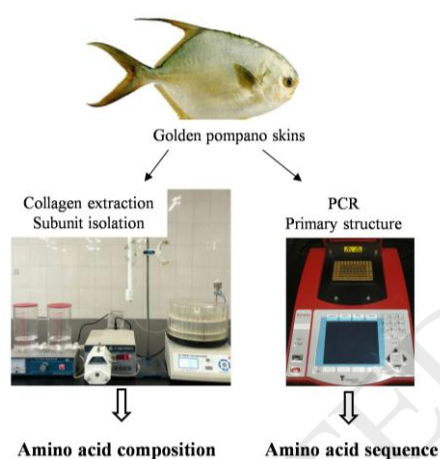 Golden pompano skins
Collagen extraction
Subunit isolation
PCR
Primary structure
Amino acid composition
Amino acid sequence